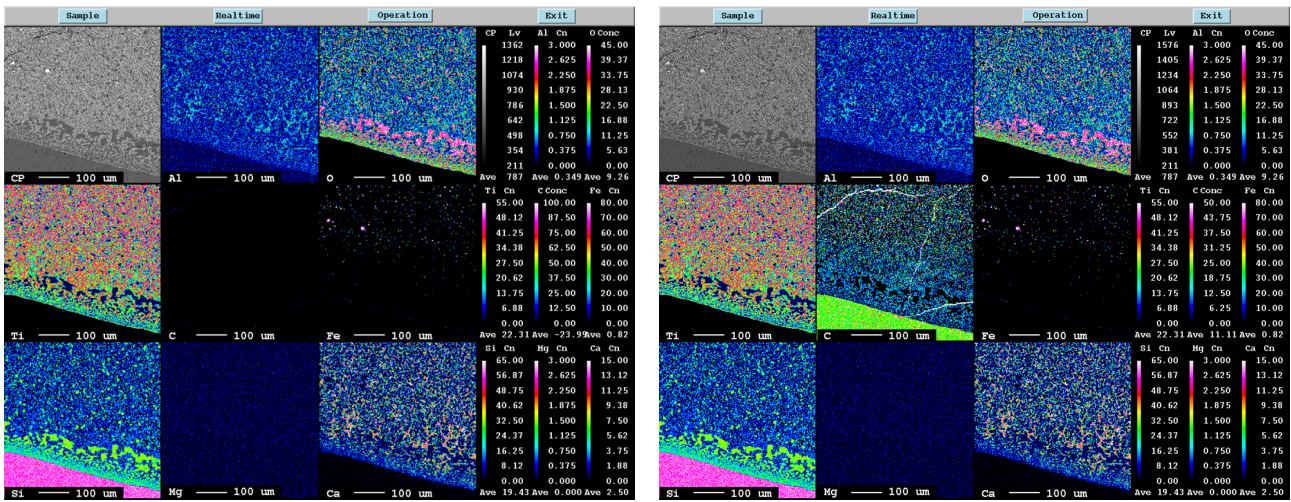 Sample Realtime Operation Exit
CP Lv Al Cn O Conc
1362 3.000 45.00
1218 2.625 39.37
1074 2.250 33.75
930 1.875 28.13
786 1.500 22.50
642 1.125 16.88
498 0.750 11.25
354 0.375 5.63
211 0.000 0.00
Ave 787 Ave 0.349 Ave 9.26
CP 100 um Al 100 um O 100 um
Ti Cn C Conc Fe Cn
55.00 100.00 80.00
48.12 87.50 70.00
41.25 75.00 60.00
34.38 62.50 50.00
27.50 50.00 40.00
20.62 37.50 30.00
13.75 25.00 20.00
6.88 12.50 10.00
0.00 0.00 0.00
Ave 22.31 Ave -23.99 Ave 0.82
Ti 100 um C 100 um Fe 100 um
Si Cn Mg Cn Ca Cn
65.00 3.000 15.00
56.87 2.625 13.12
48.75 2.250 11.25
40.62 1.875 9.38
32.50 1.500 7.50
24.37 1.125 5.62
16.25 0.750 3.75
8.12 0.375 1.88
0.00 0.000 0.00
Ave 19.43 Ave 0.000 Ave 2.50
Si 100 um Mg 100 um Ca 100 um
Sample Realtime Operation Exit
CP Lv Al Cn O Conc
1576 3.000 45.00
1405 2.625 39.37
1234 2.250 33.75
1064 1.875 28.13
893 1.500 22.50
722 1.125 16.88
552 0.750 11.25
381 0.375 5.63
211 0.000 0.00
Ave 787 Ave 0.349 Ave 9.26
CP 100 um Al 100 um O 100 um
Ti Cn C Conc Fe Cn
55.00 50.00 80.00
48.12 43.75 70.00
41.25 37.50 60.00
34.38 31.25 50.00
27.50 25.00 40.00
20.62 18.75 30.00
13.75 12.50 20.00
6.88 6.25 10.00
0.00 0.00 0.00
Ave 22.31 Ave 11.11 Ave 0.82
Ti 100 um C 100 um Fe 100 um
Si Cn Mg Cn Ca Cn
65.00 3.000 15.00
56.87 2.625 13.12
48.75 2.250 11.25
40.62 1.875 9.38
32.50 1.500 7.50
24.37 1.125 5.62
16.25 0.750 3.75
8.12 0.375 1.88
0.00 0.000 0.00
Ave 19.43 Ave 0.000 Ave 2.50
Si 100 um Mg 100 um Ca 100 um